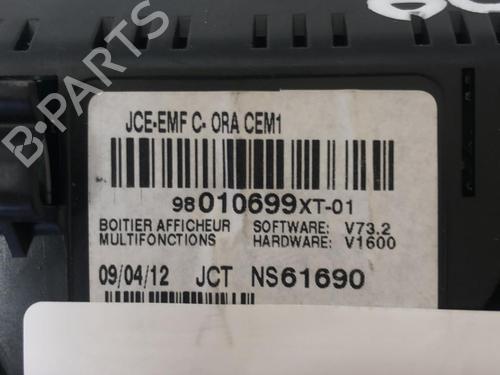 JCE-EMF C- ORA CEM1
98010699XT-01
BOITIER AFFICHEUR SOFTWARE: V73.2
MULTIFONCTIONS HARDWARE: V1600
09/04/12 JCT NS61690
B-PARTS